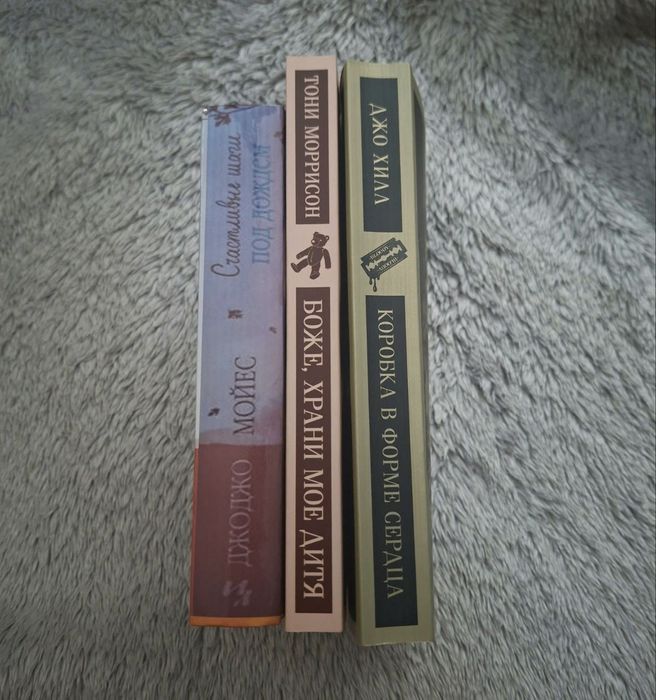 ДЖОДЖО МОЙЕС
Счастливые шаги
ПОД ДОЖДЕМ
ТОНИ МОРРИСОН
БОЖЕ, ХРАНИ МОЕ ДИТЯ
ДЖО ХИЛЛ
КОРОБКА В ФОРМЕ СЕРДЦА